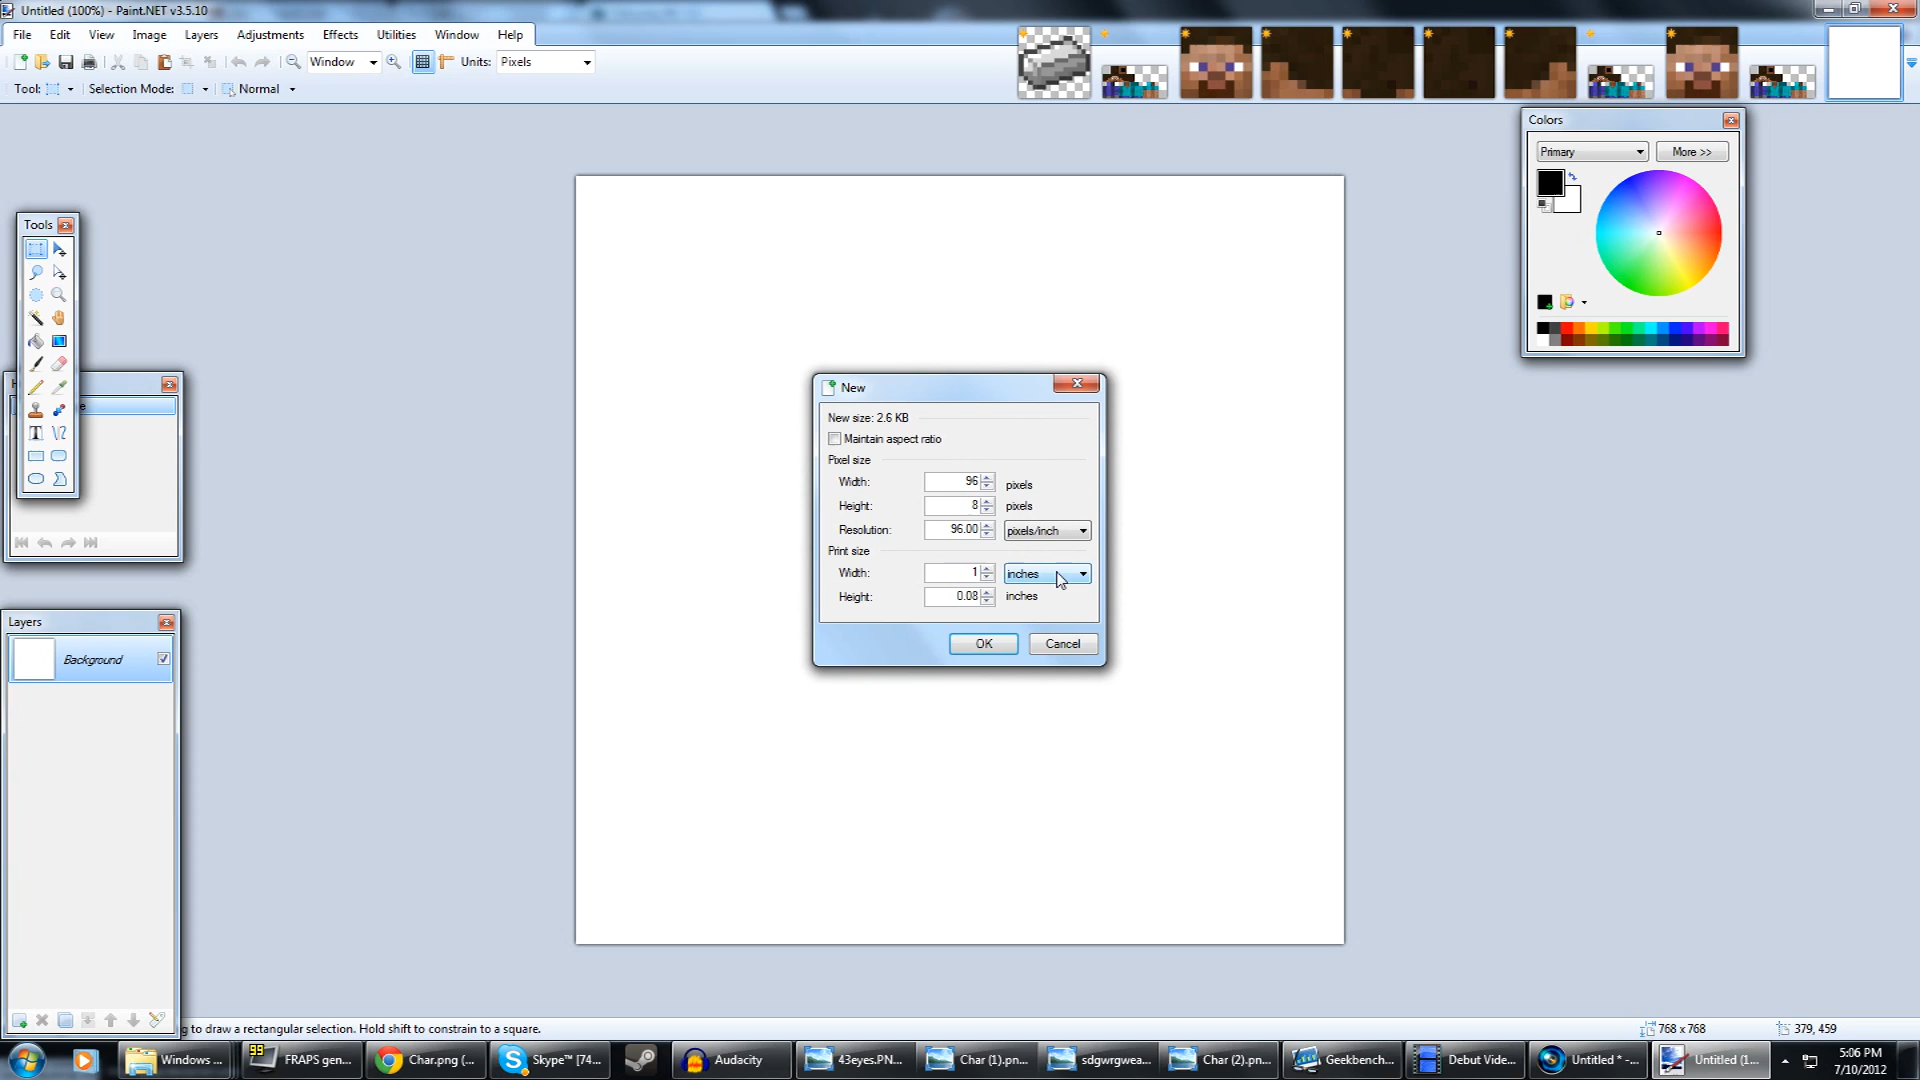 Untitled (100%) - Paint.NET v3.5.10
File Edit View Image Layers Adjustments Effects Utilities Window Help
Window Units: Pixels
Tool: Selection Mode: Normal
Colors
Primary More >>
Tools
New
New size: 2.6 KB
Maintain aspect ratio
Pixel size
Width: 96 pixels
Height: 8 pixels
Resolution: 96.00 pixels/inch
Print size
Width: 1 inches
Height: 0.08 inches
OK Cancel
Layers
Background
g to draw a rectangular selection. Hold shift to constrain to a square.
768 x 768
379, 459
Windows ...
99
FRAPS gen...
Char.png (...
Skype™ [74...
Audacity
43eyes.PN...
Char (1).pn...
sdgwrgwea...
Char (2).pn...
Geekbench...
Debut Vide...
Untitled * -...
Untitled (1...
5:06 PM
7/10/2012